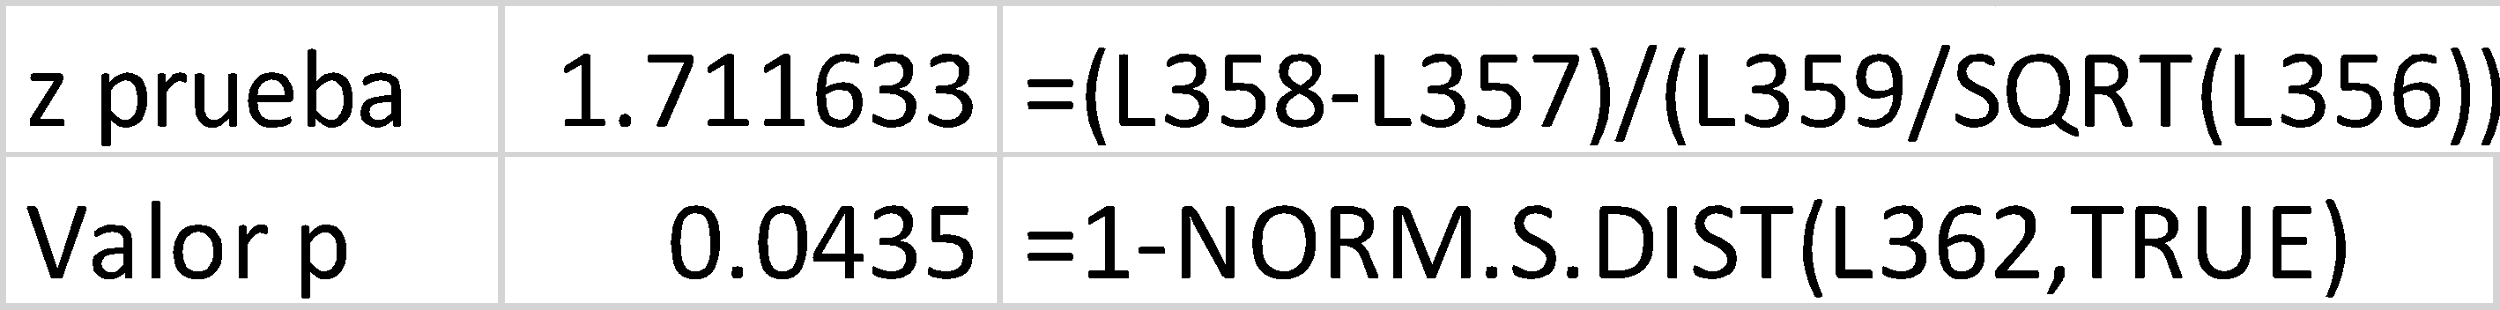 z prueba 1.711633 =(L358-L357)/(L359/SQRT(L356))
Valor p 0.0435 =1-NORM.S.DIST(L362,TRUE)